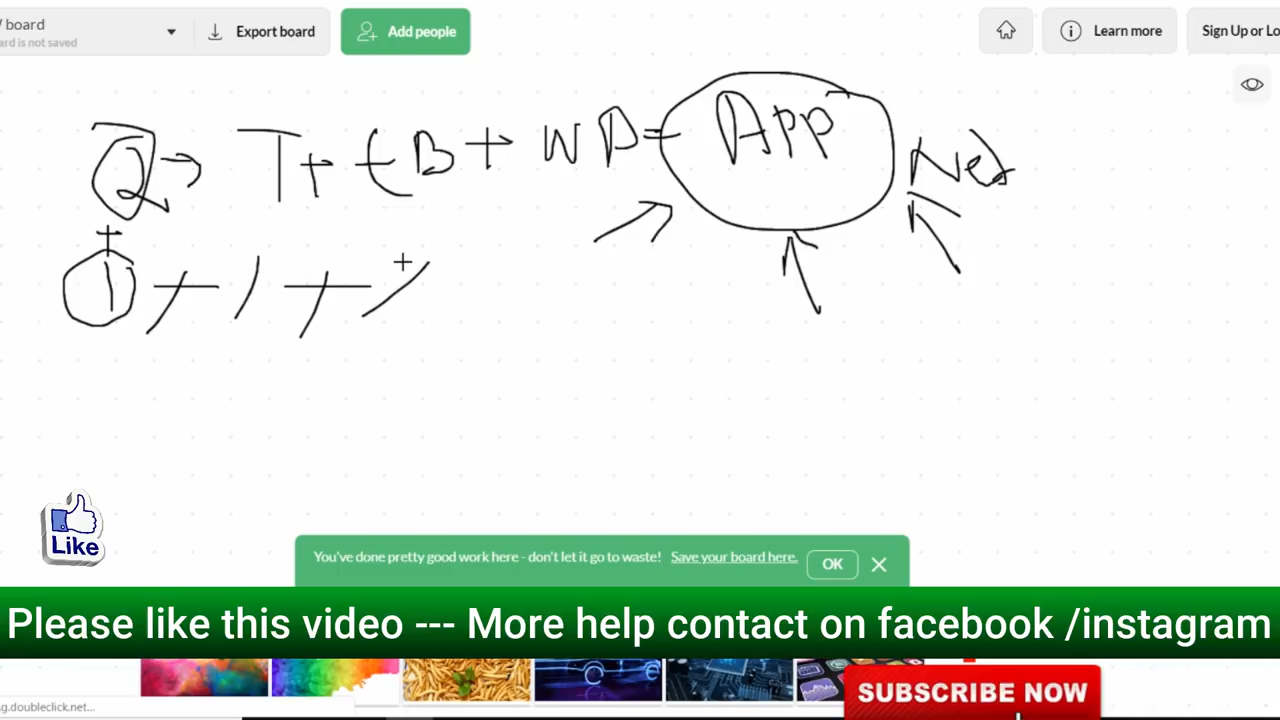 board
Export board
Add people
Learn more
Sign Up or Lo
ard is not saved
Q → T + (B + WP = App Net
+
You've done pretty good work here - don't let it go to waste! Save your board here. OK
Like
Please like this video --- More help contact on facebook /instagram
SUBSCRIBE NOW
g.doubleclick.net...